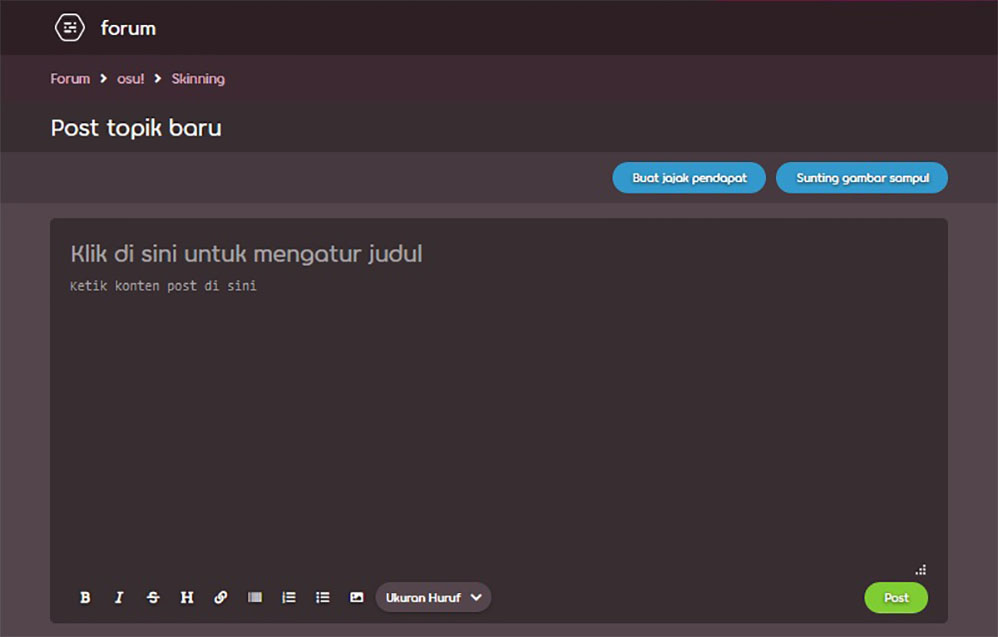 forum
Forum > osu! > Skinning
Post topik baru
Buat jajak pendapat
Sunting gambar sampul
Klik di sini untuk mengatur judul
Ketik konten post di sini
B I S H Ukuran Huruf
Post